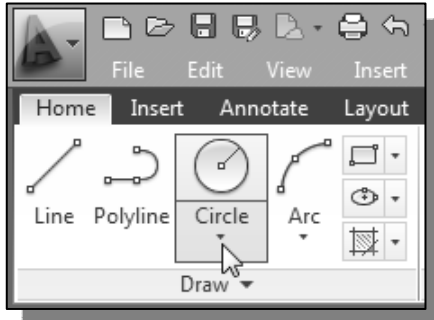 File Edit View Insert
Home Insert Annotate Layout
Line Polyline Circle Arc
Draw